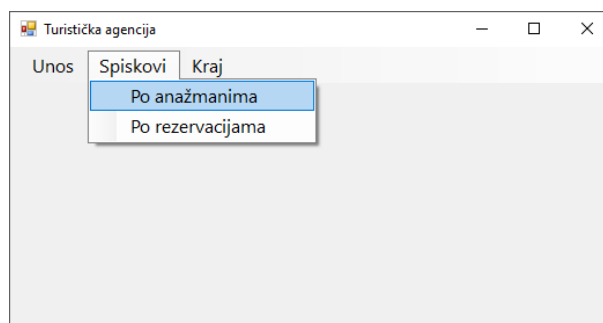 Turistička agencija
Unos Spiskovi Kraj
Po anažmanima
Po rezervacijama